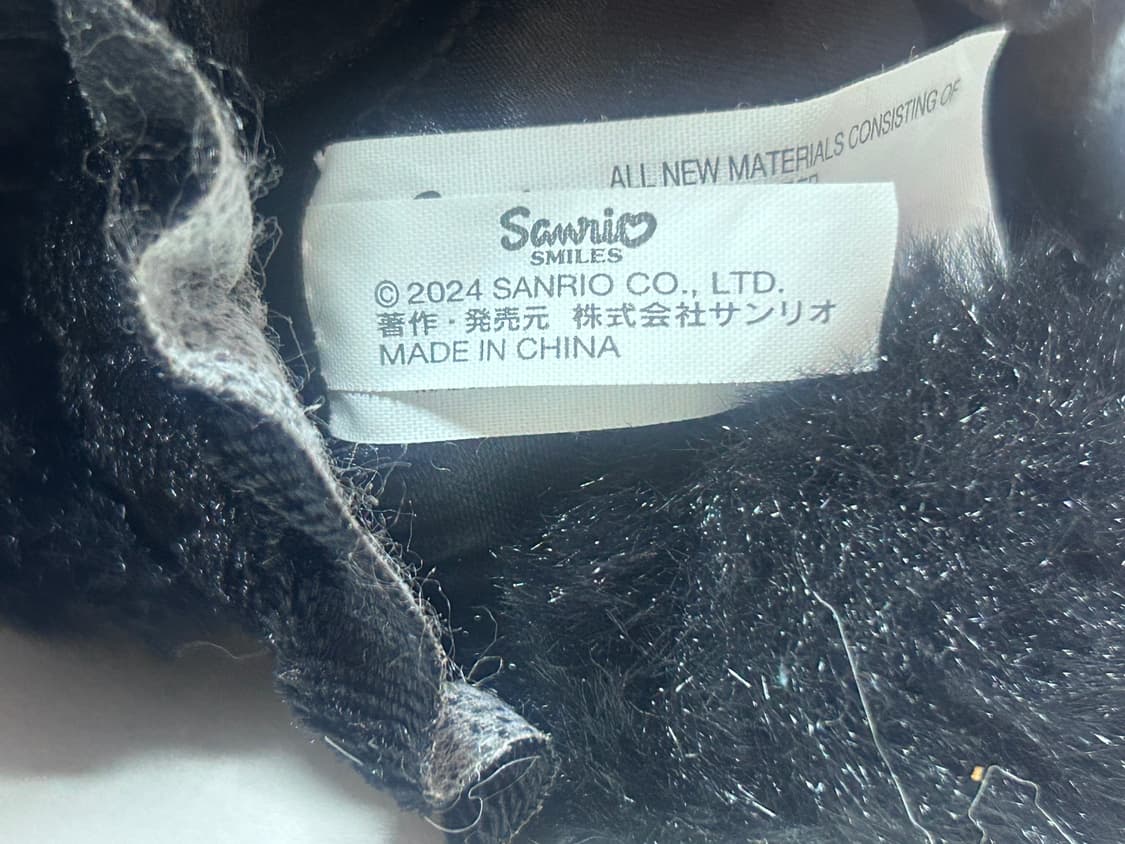 ALL NEW MATERIALS CONSISTING OF
Sanrio
SMILES
© 2024 SANRIO CO., LTD.
著作・発売元 株式会社サンリオ
MADE IN CHINA